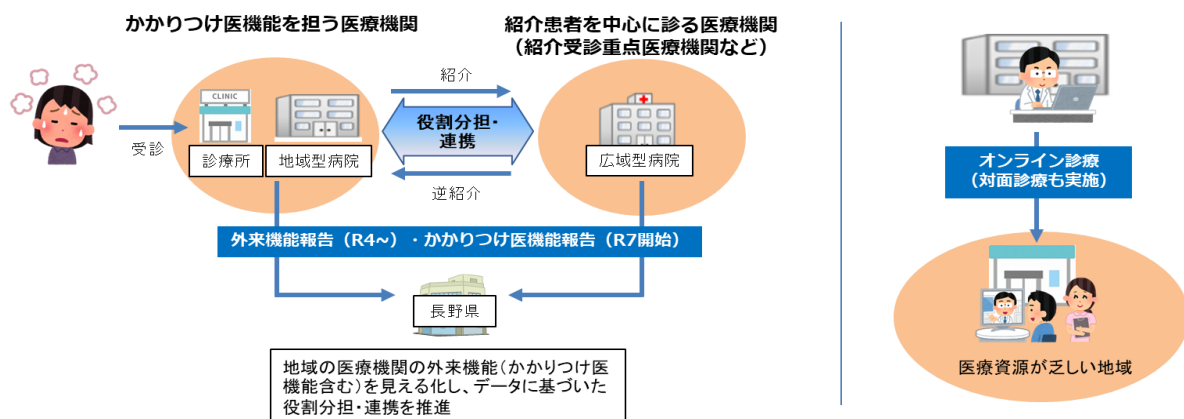 かかりつけ医機能を担う医療機関
紹介患者を中心に診る医療機関
（紹介受診重点医療機関など）
受診
CLINIC
診療所
地域型病院
紹介
役割分担・
連携
逆紹介
広域型病院
外来機能報告（R4~）・かかりつけ医機能報告（R7開始）
長野県
地域の医療機関の外来機能（かかりつけ医
機能含む）を見える化し、データに基づいた
役割分担・連携を推進
オンライン診療
（対面診療も実施）
医療資源が乏しい地域